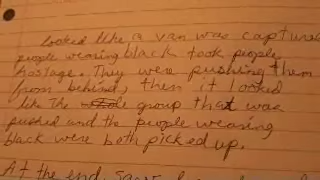 looked like a van was captured
people wearing black took people
hostage. They were pushing them
from behind, then it looked
like the group that was
pushed and the people wearing
black were both picked up.
At the end,